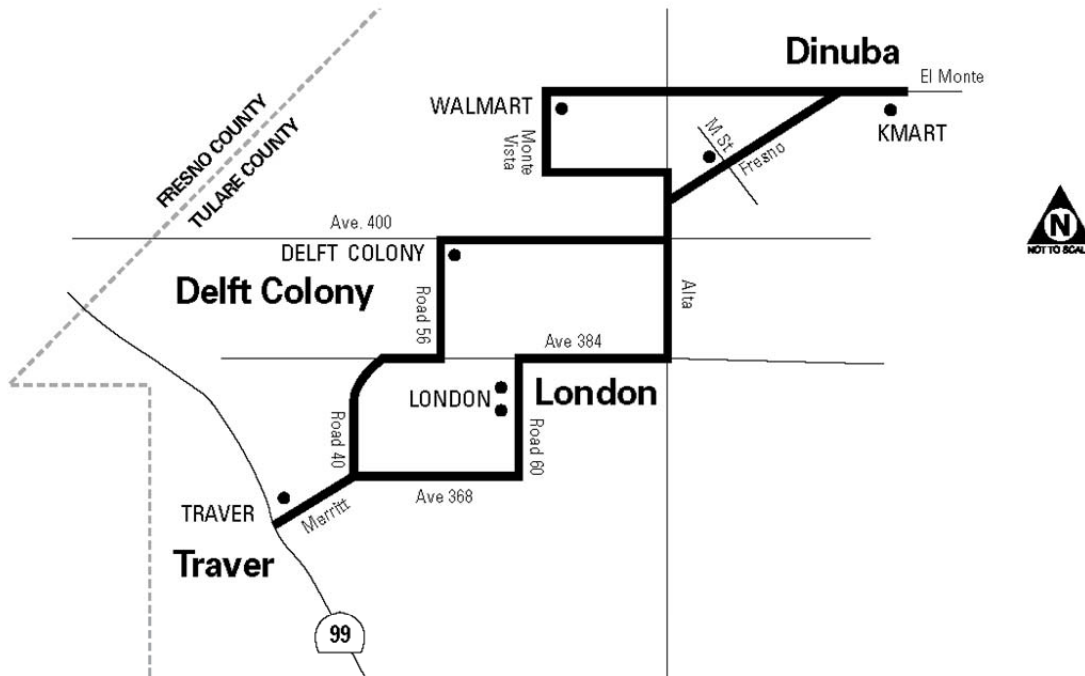 Dinuba
El Monte
WALMART
KMART
FRESNO COUNTY
TULARE COUNTY
Monte
Vista
M St
Fresno
Ave. 400
N
NOT TO SCAL
DELFT COLONY
Delft Colony
Road 56
Alta
Ave 384
LONDON
London
Road 40
Road 60
Ave 368
TRAVER
Merritt
Traver
99